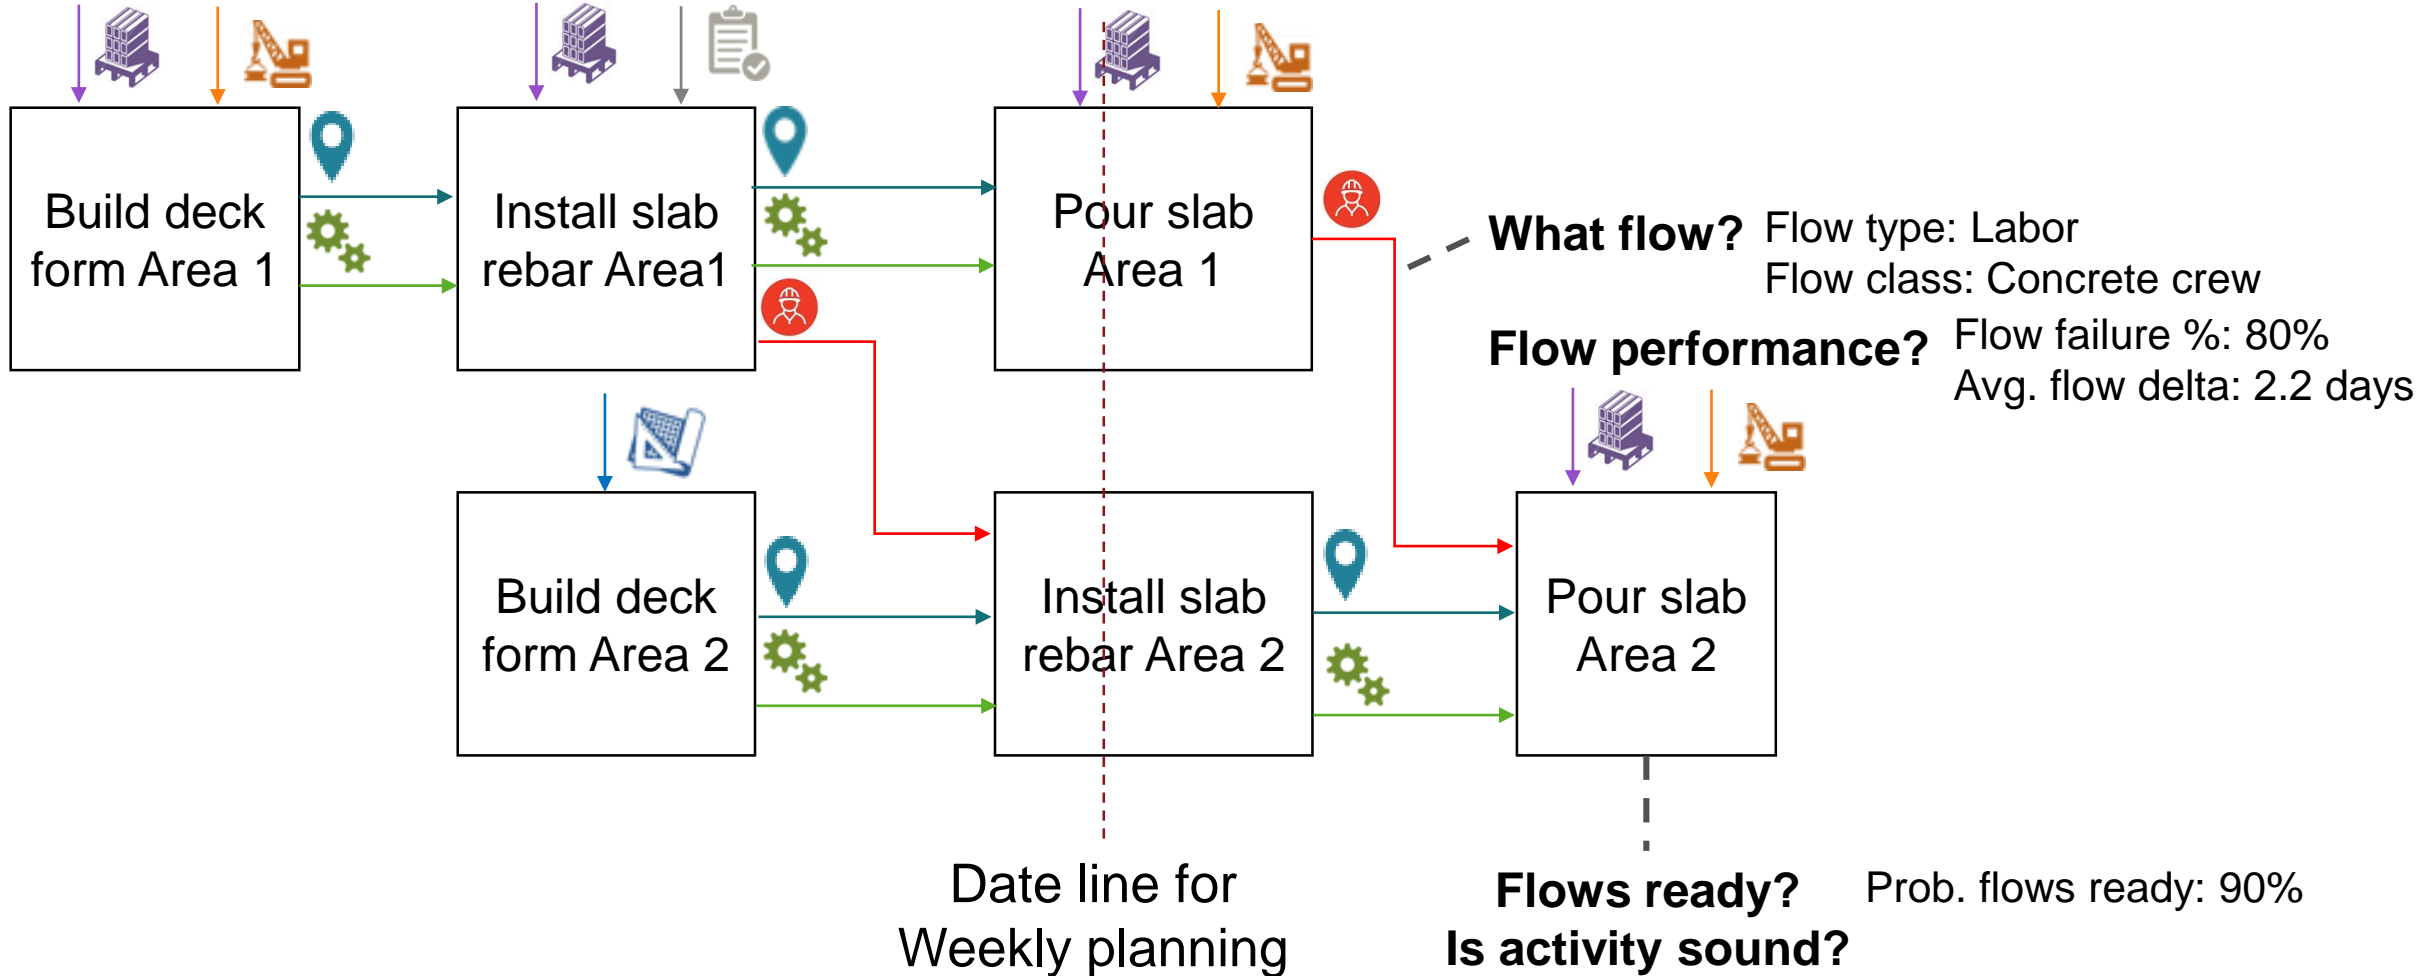 Build deck
form Area 1
Install slab
rebar Area1
Pour slab
Area 1
What flow?
Flow type: Labor
Flow class: Concrete crew
Flow performance?
Flow failure %: 80%
Avg. flow delta: 2.2 days
Build deck
form Area 2
Install slab
rebar Area 2
Pour slab
Area 2
Date line for
Weekly planning
Flows ready?
Is activity sound?
Prob. flows ready: 90%